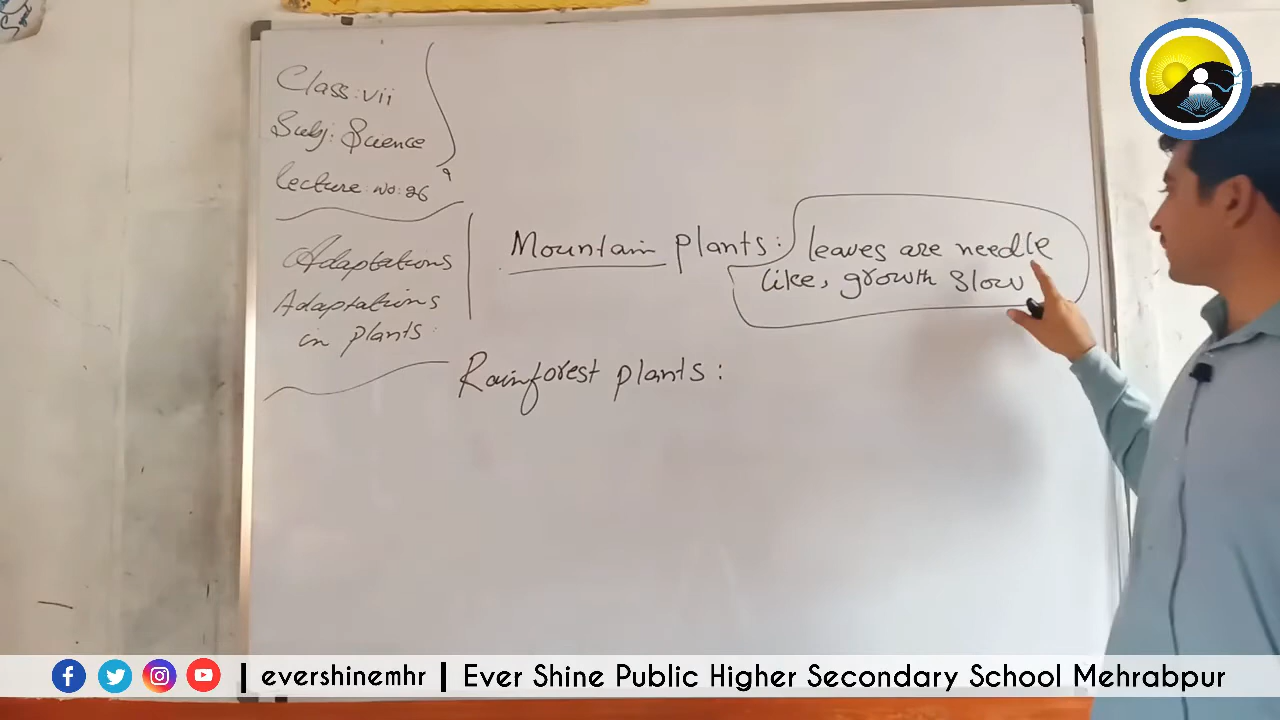 Class: vii
Subj: Science
Lecture: No: 26
Adaptations
Adaptations
in plants:
Mountain plants: leaves are needle
like, growth slow
Rainforest plants:
| evershinemhr | Ever Shine Public Higher Secondary School Mehrabpur